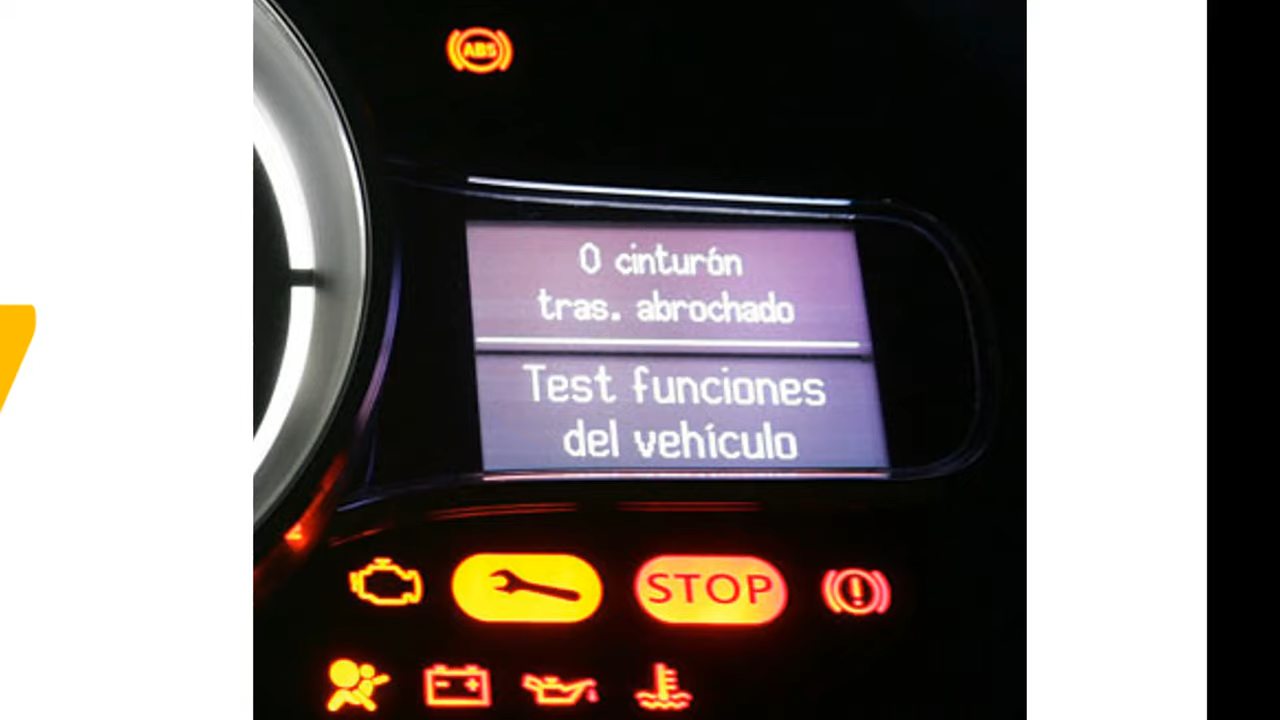 ABS
0 cinturón
tras. abrochado
Test funciones
del vehículo
STOP